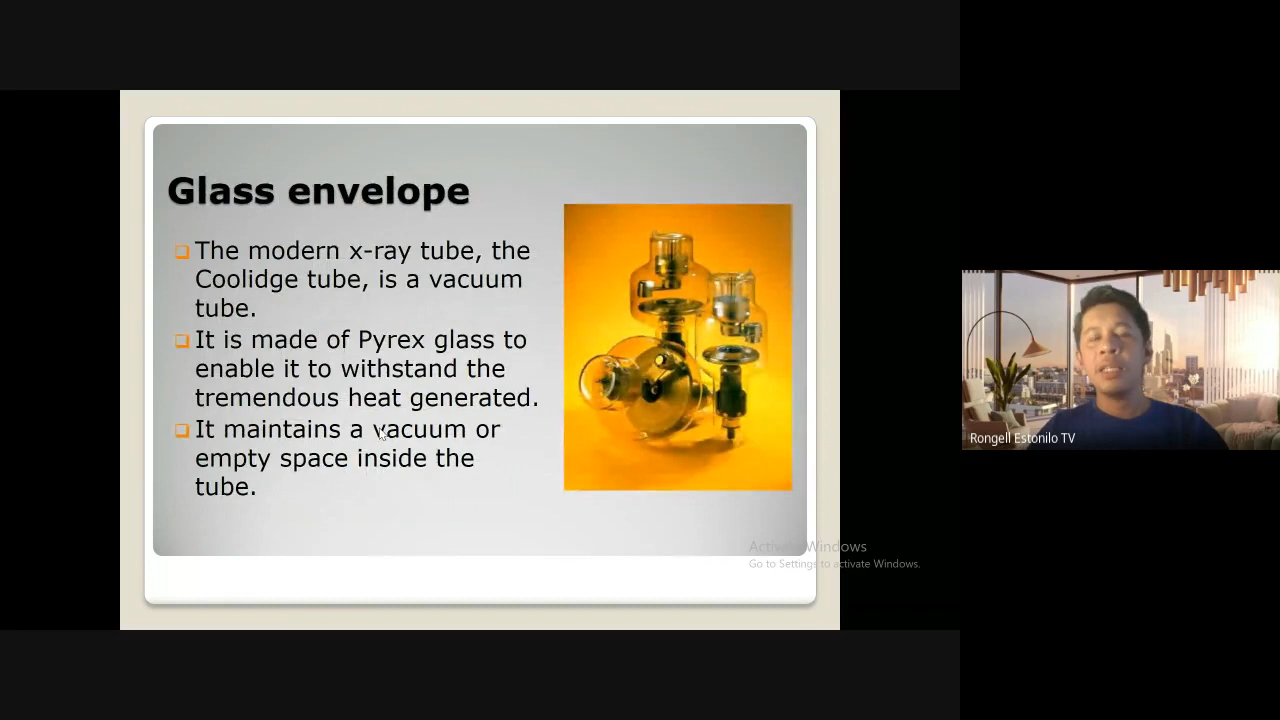 Glass envelope
The modern x-ray tube, the
Coolidge tube, is a vacuum
tube.
It is made of Pyrex glass to
enable it to withstand the
tremendous heat generated.
It maintains a vacuum or
empty space inside the
tube.
Activate Windows
Go to Settings to activate Windows.
Rongell Estonilo TV